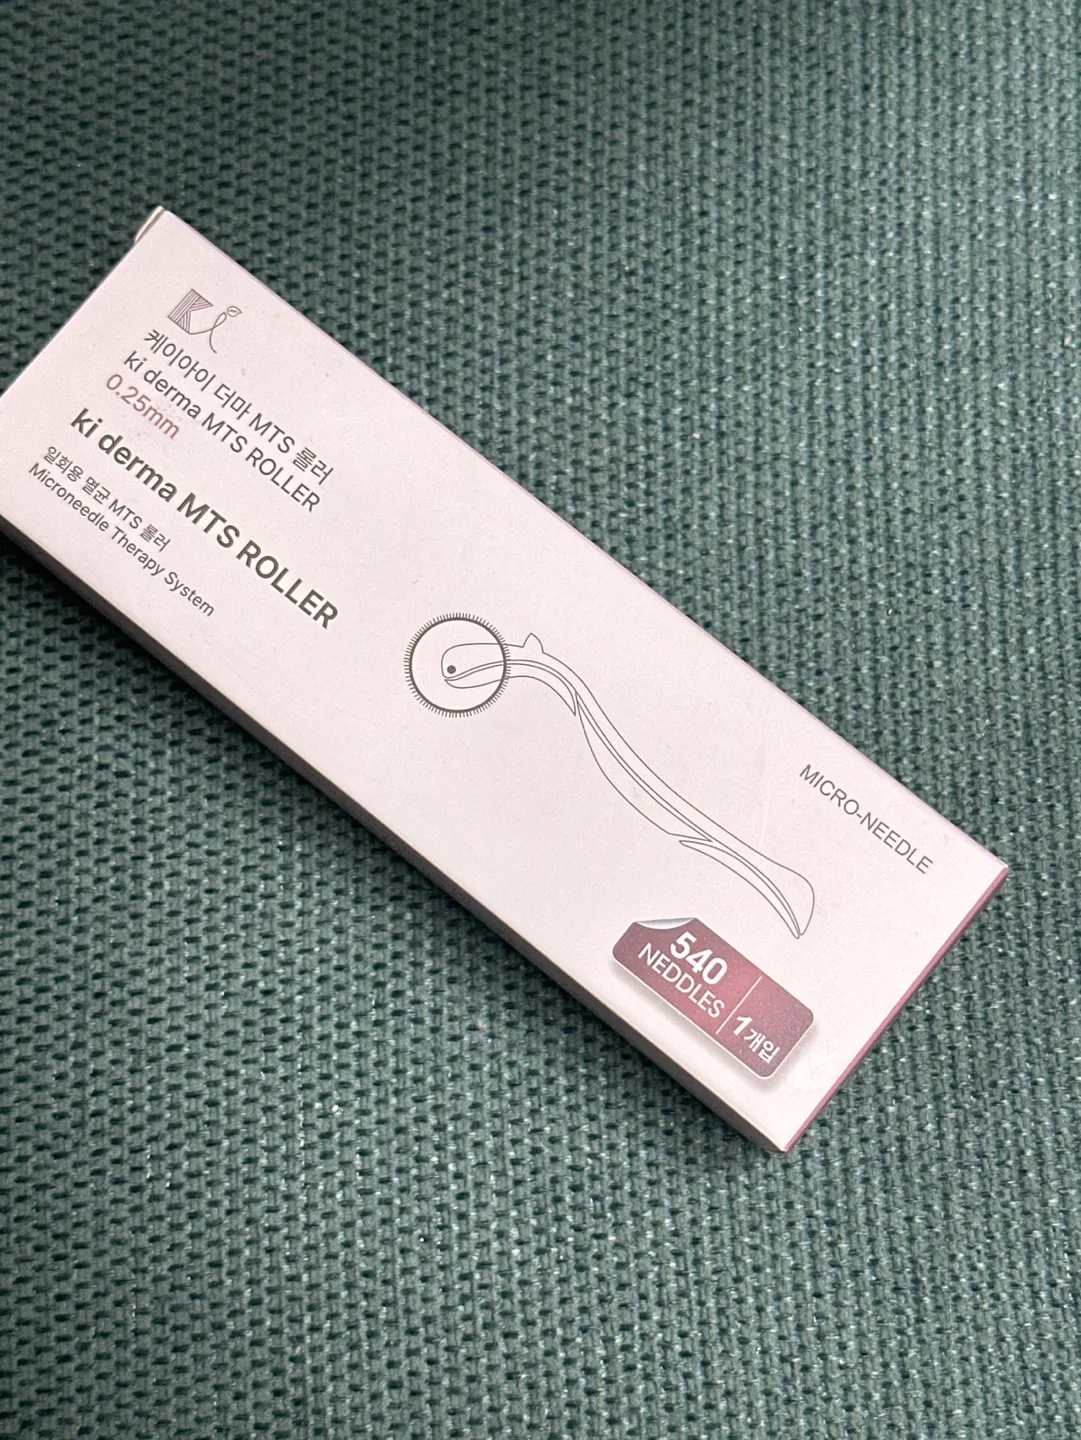 Ki
케이아이 더마 MTS 롤러
ki derma MTS ROLLER
0.25mm
ki derma MTS ROLLER
일회용 멸균 MTS 롤러
Microneedle Therapy System
MICRO-NEEDLE
540
NEDDLES
1개입